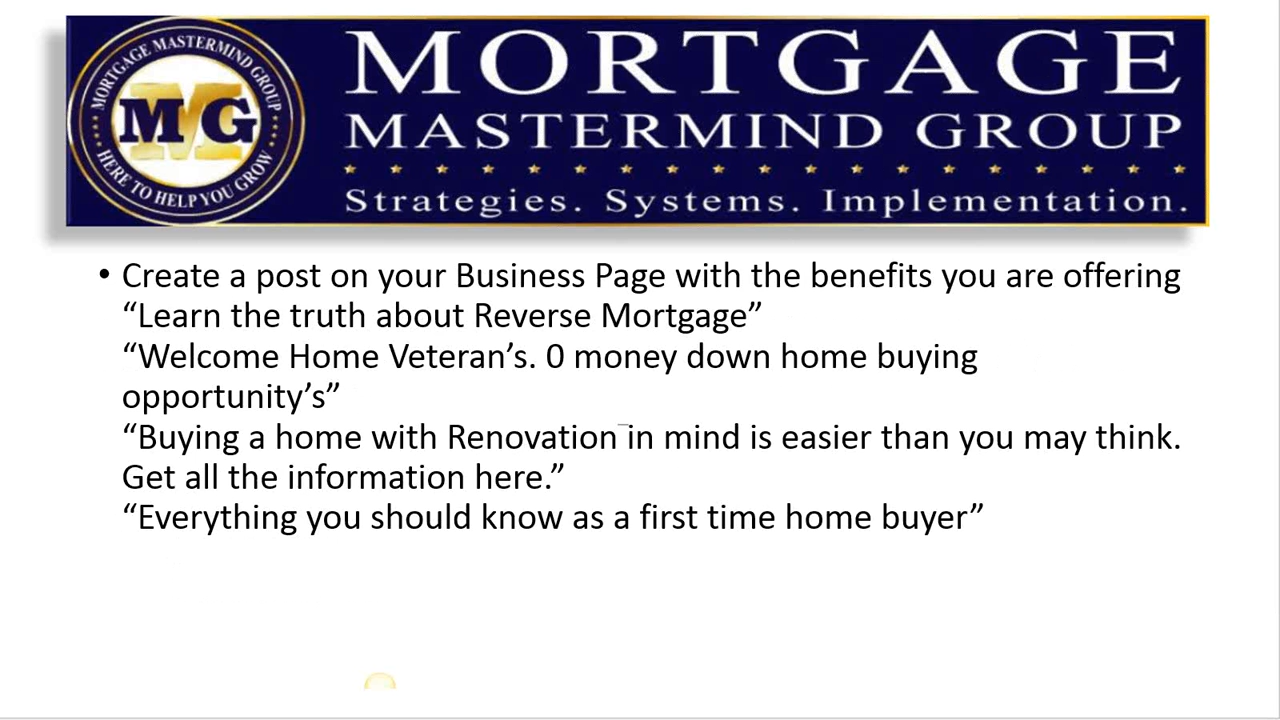 MORTGAGE MASTERMIND GROUP
MG
HERE TO HELP YOU GROW
MORTGAGE
MASTERMIND GROUP
Strategies. Systems. Implementation.
• Create a post on your Business Page with the benefits you are offering
“Learn the truth about Reverse Mortgage”
“Welcome Home Veteran’s. 0 money down home buying
opportunity’s”
“Buying a home with Renovation in mind is easier than you may think.
Get all the information here.”
“Everything you should know as a first time home buyer”